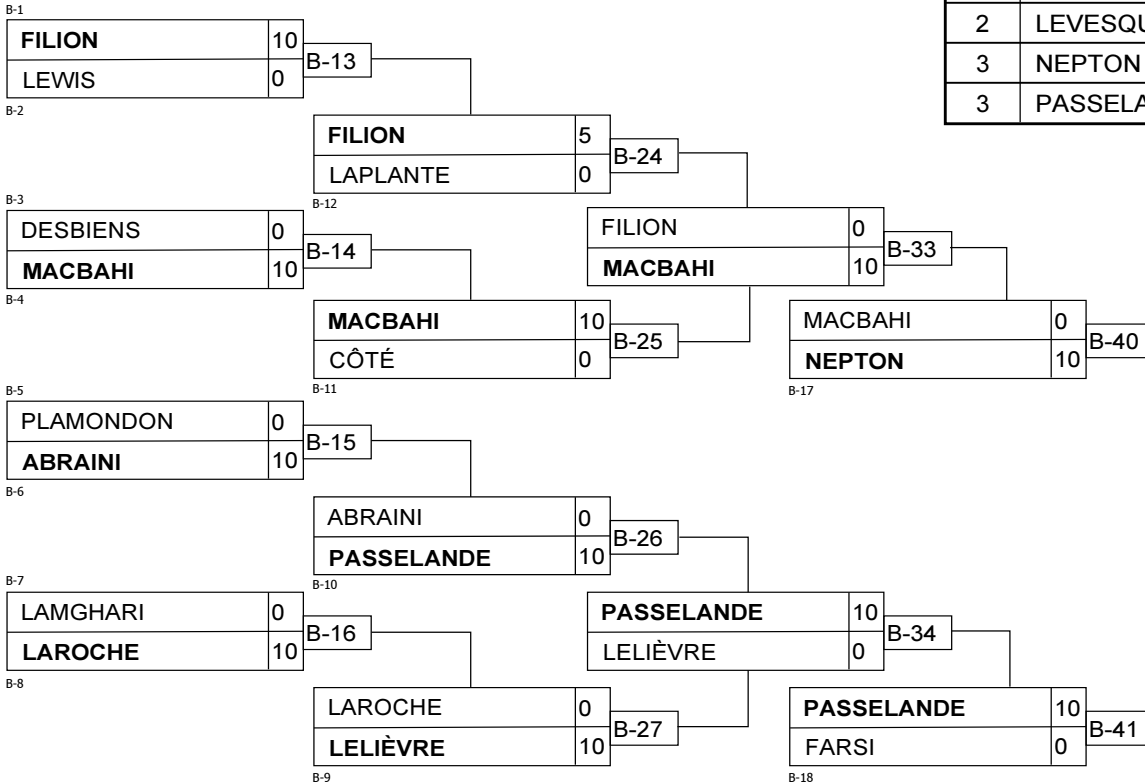 B-1
FILION 10
LEWIS 0
B-13
B-2
FILION 5
LAPLANTE 0
B-24
B-12
B-3
DESBIENS 0
MACBAHI 10
B-14
B-4
MACBAHI 10
CÔTÉ 0
B-25
B-11
FILION 0
MACBAHI 10
B-33
MACBAHI 0
NEPTON 10
B-40
B-17
B-5
PLAMONDON 0
ABRAINI 10
B-15
B-6
ABRAINI 0
PASSELANDE 10
B-26
B-10
B-7
LAMGHARI 0
LAROCHE 10
B-16
B-8
LAROCHE 0
LELIÈVRE 10
B-27
B-9
PASSELANDE 10
LELIÈVRE 0
B-34
PASSELANDE 10
FARSI 0
B-41
B-18
2 LEVESQU
3 NEPTON
3 PASSELA